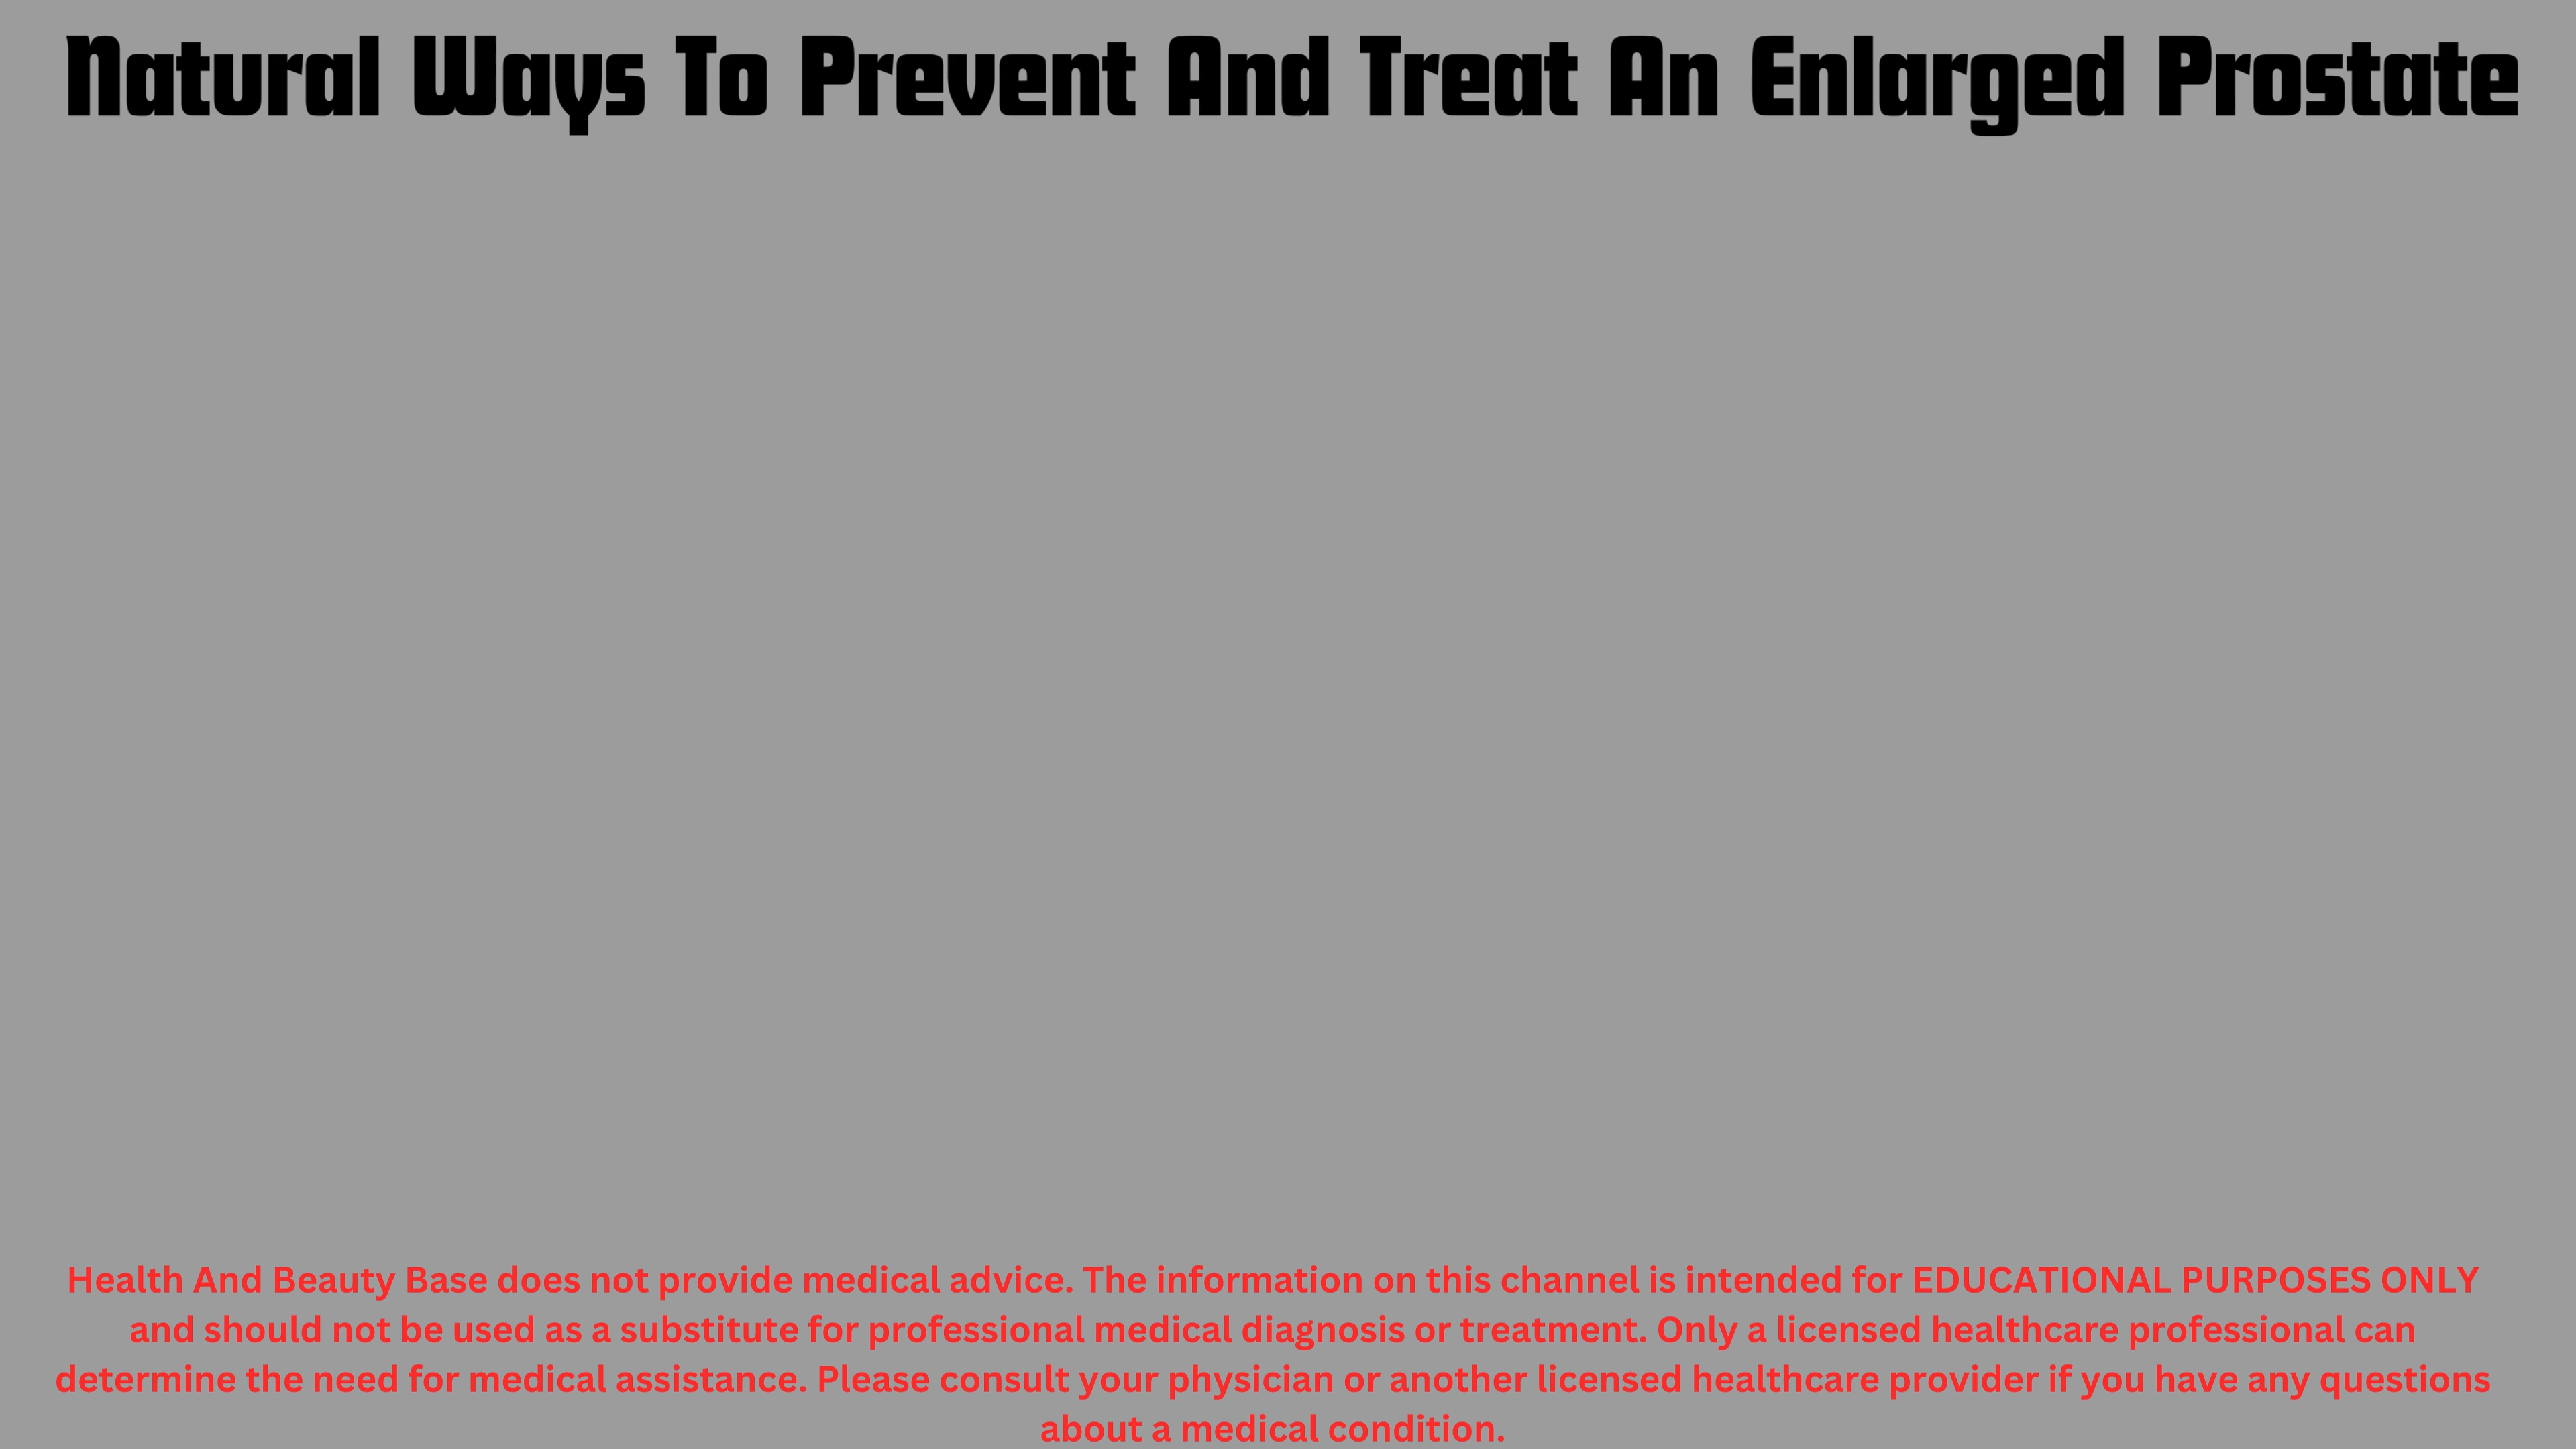 Natural Ways To Prevent And Treat An Enlarged Prostate
Health And Beauty Base does not provide medical advice. The information on this channel is intended for EDUCATIONAL PURPOSES ONLY
and should not be used as a substitute for professional medical diagnosis or treatment. Only a licensed healthcare professional can
determine the need for medical assistance. Please consult your physician or another licensed healthcare provider if you have any questions
about a medical condition.